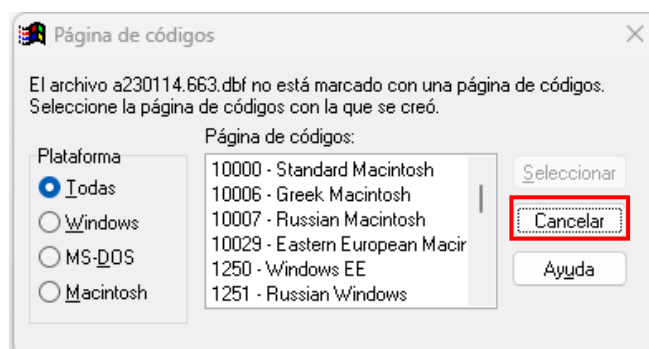 Página de códigos
El archivo a230114.663.dbf no está marcado con una página de códigos.
Seleccione la página de códigos con la que se creó.
Plataforma
Todas
Windows
MS-DOS
Macintosh
Página de códigos:
10000 - Standard Macintosh
10006 - Greek Macintosh
10007 - Russian Macintosh
10029 - Eastern European Macir
1250 - Windows EE
1251 - Russian Windows
Seleccionar
Cancelar
Ayuda